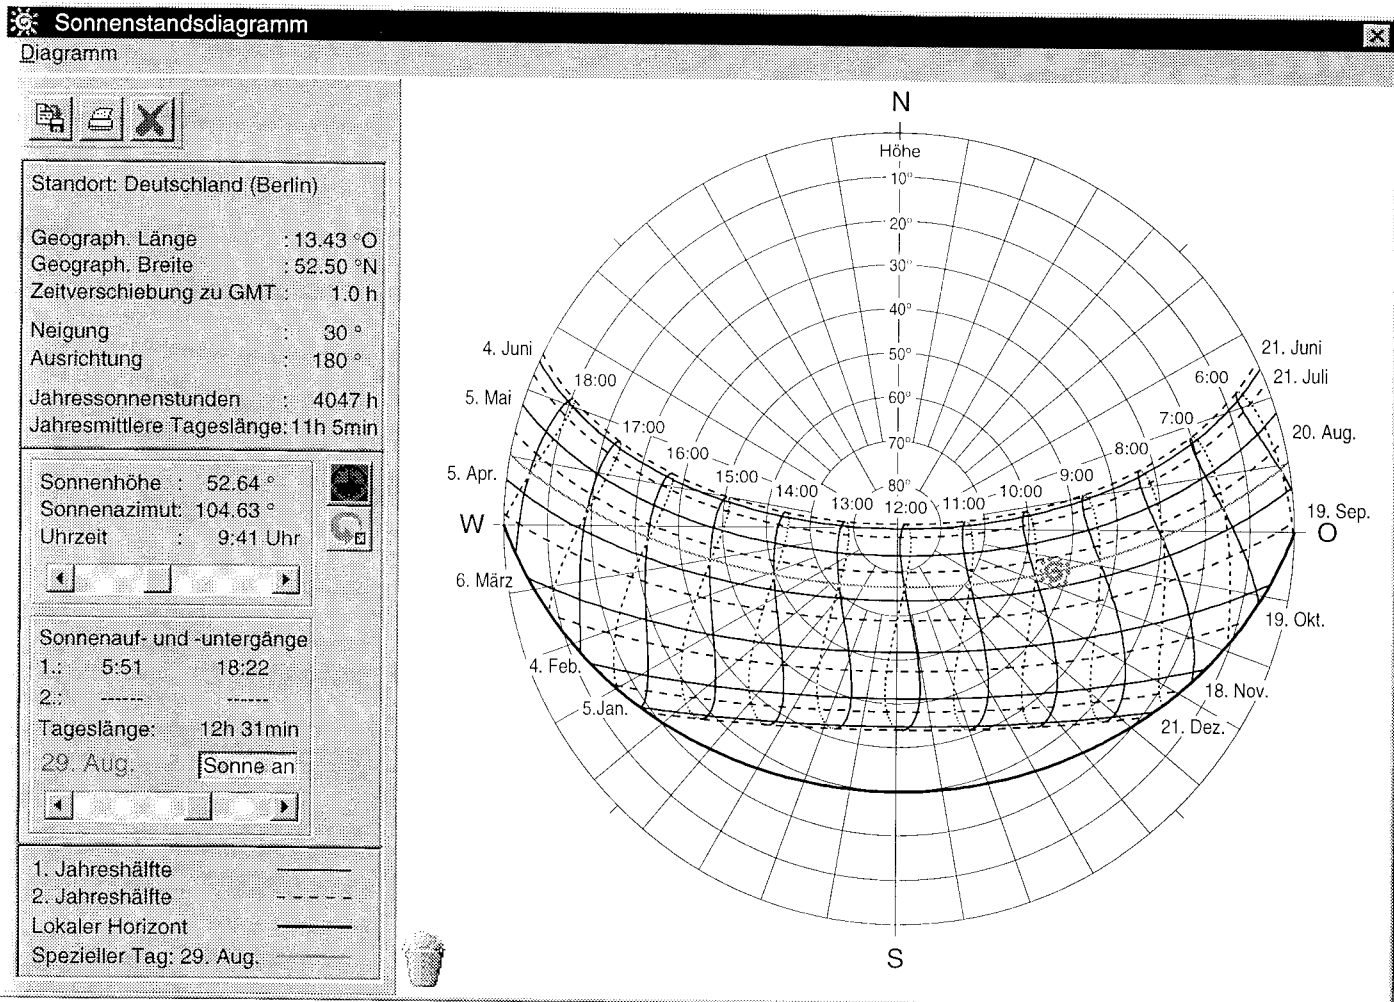 Sonnenstandsdiagramm
Diagramm
Standort: Deutschland (Berlin)
Geograph. Länge : 13.43 °O
Geograph. Breite : 52.50 °N
Zeitverschiebung zu GMT : 1.0 h
Neigung : 30 °
Ausrichtung : 180 °
Jahressonnenstunden : 4047 h
Jahresmittlere Tageslänge: 11h 5min
Sonnenhöhe : 52.64 °
Sonnenazimut: 104.63 °
Uhrzeit : 9:41 Uhr
Sonnenauf- und -untergänge
1.: 5:51 18:22
2.: ----- -----
Tageslänge: 12h 31min
29. Aug. Sonne an
1. Jahreshälfte
2. Jahreshälfte
Lokaler Horizont
Spezieller Tag: 29. Aug.
N
Höhe
10°
20°
30°
40°
50°
60°
70°
80°
4. Juni
5. Mai
5. Apr.
W
6. März
4. Feb.
5.Jan.
18:00
17:00
16:00
15:00
14:00
13:00
12:00
11:00
10:00
9:00
8:00
7:00
6:00
21. Juni
21. Juli
20. Aug.
19. Sep.
O
19. Okt.
18. Nov.
21. Dez.
S